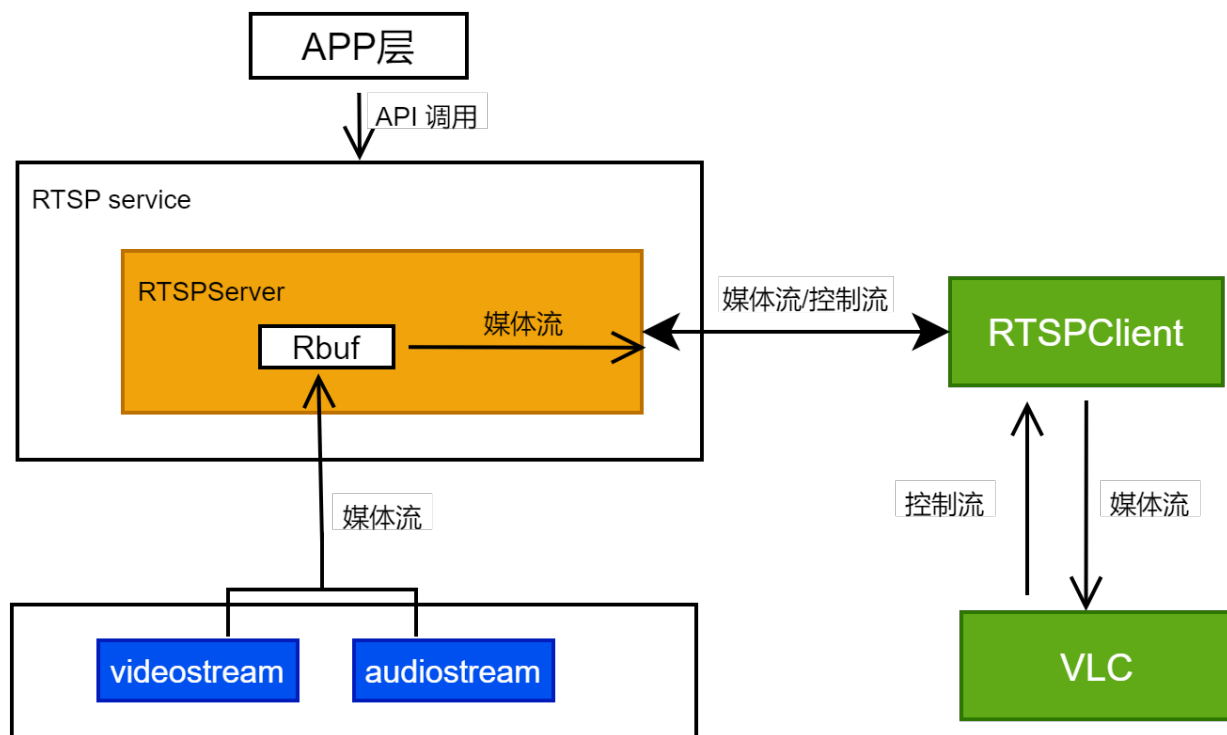 APP层
API 调用
RTSP service
RTSPServer
Rbuf
媒体流
媒体流/控制流
RTSPClient
媒体流
控制流
媒体流
videostream
audiostream
VLC